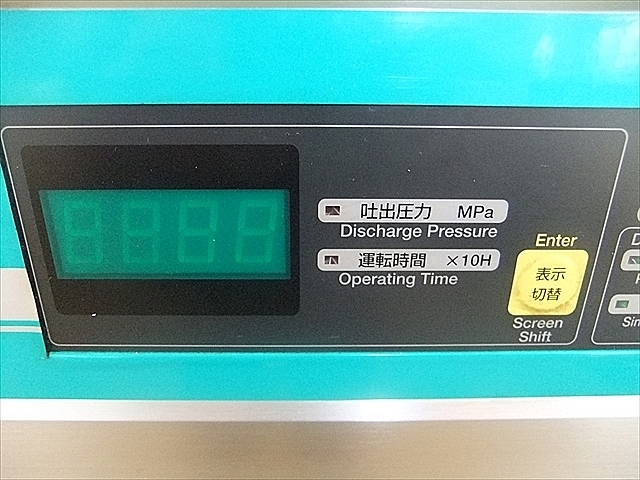 吐出圧力 MPa
Discharge Pressure
運転時間 ×10H
Operating Time
Enter
表示
切替
Screen
Shift